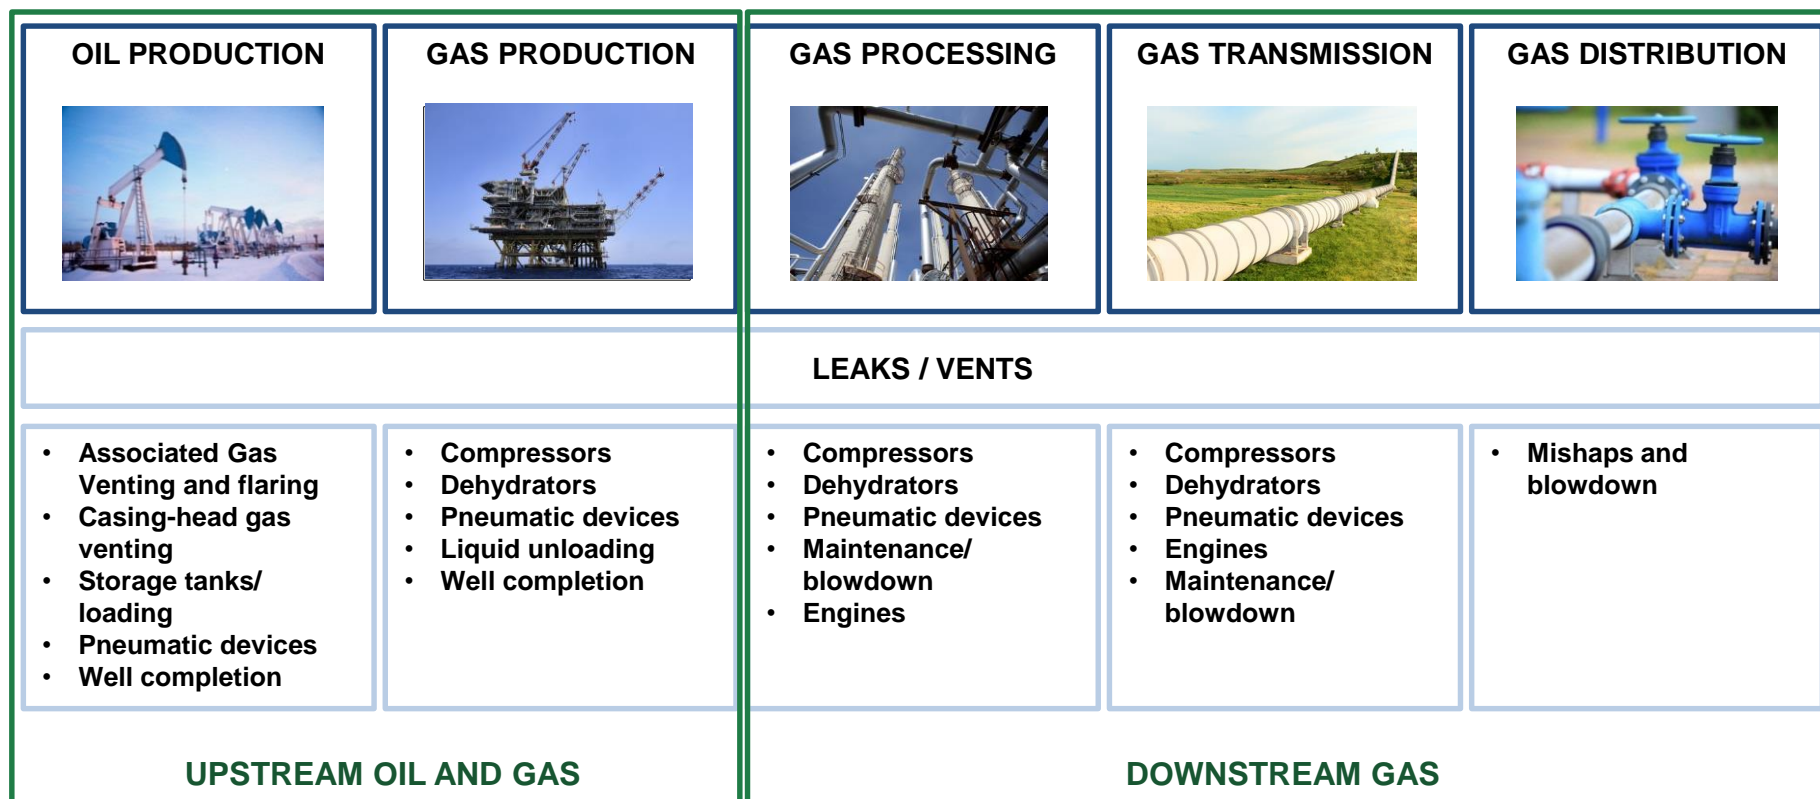 OIL PRODUCTION
GAS PRODUCTION
GAS PROCESSING
GAS TRANSMISSION
GAS DISTRIBUTION
LEAKS / VENTS
• Associated Gas
Venting and flaring
• Casing-head gas
venting
• Storage tanks/
loading
• Pneumatic devices
• Well completion
• Compressors
• Dehydrators
• Pneumatic devices
• Liquid unloading
• Well completion
• Compressors
• Dehydrators
• Pneumatic devices
• Maintenance/
blowdown
• Engines
• Compressors
• Dehydrators
• Pneumatic devices
• Engines
• Maintenance/
blowdown
• Mishaps and
blowdown
UPSTREAM OIL AND GAS
DOWNSTREAM GAS